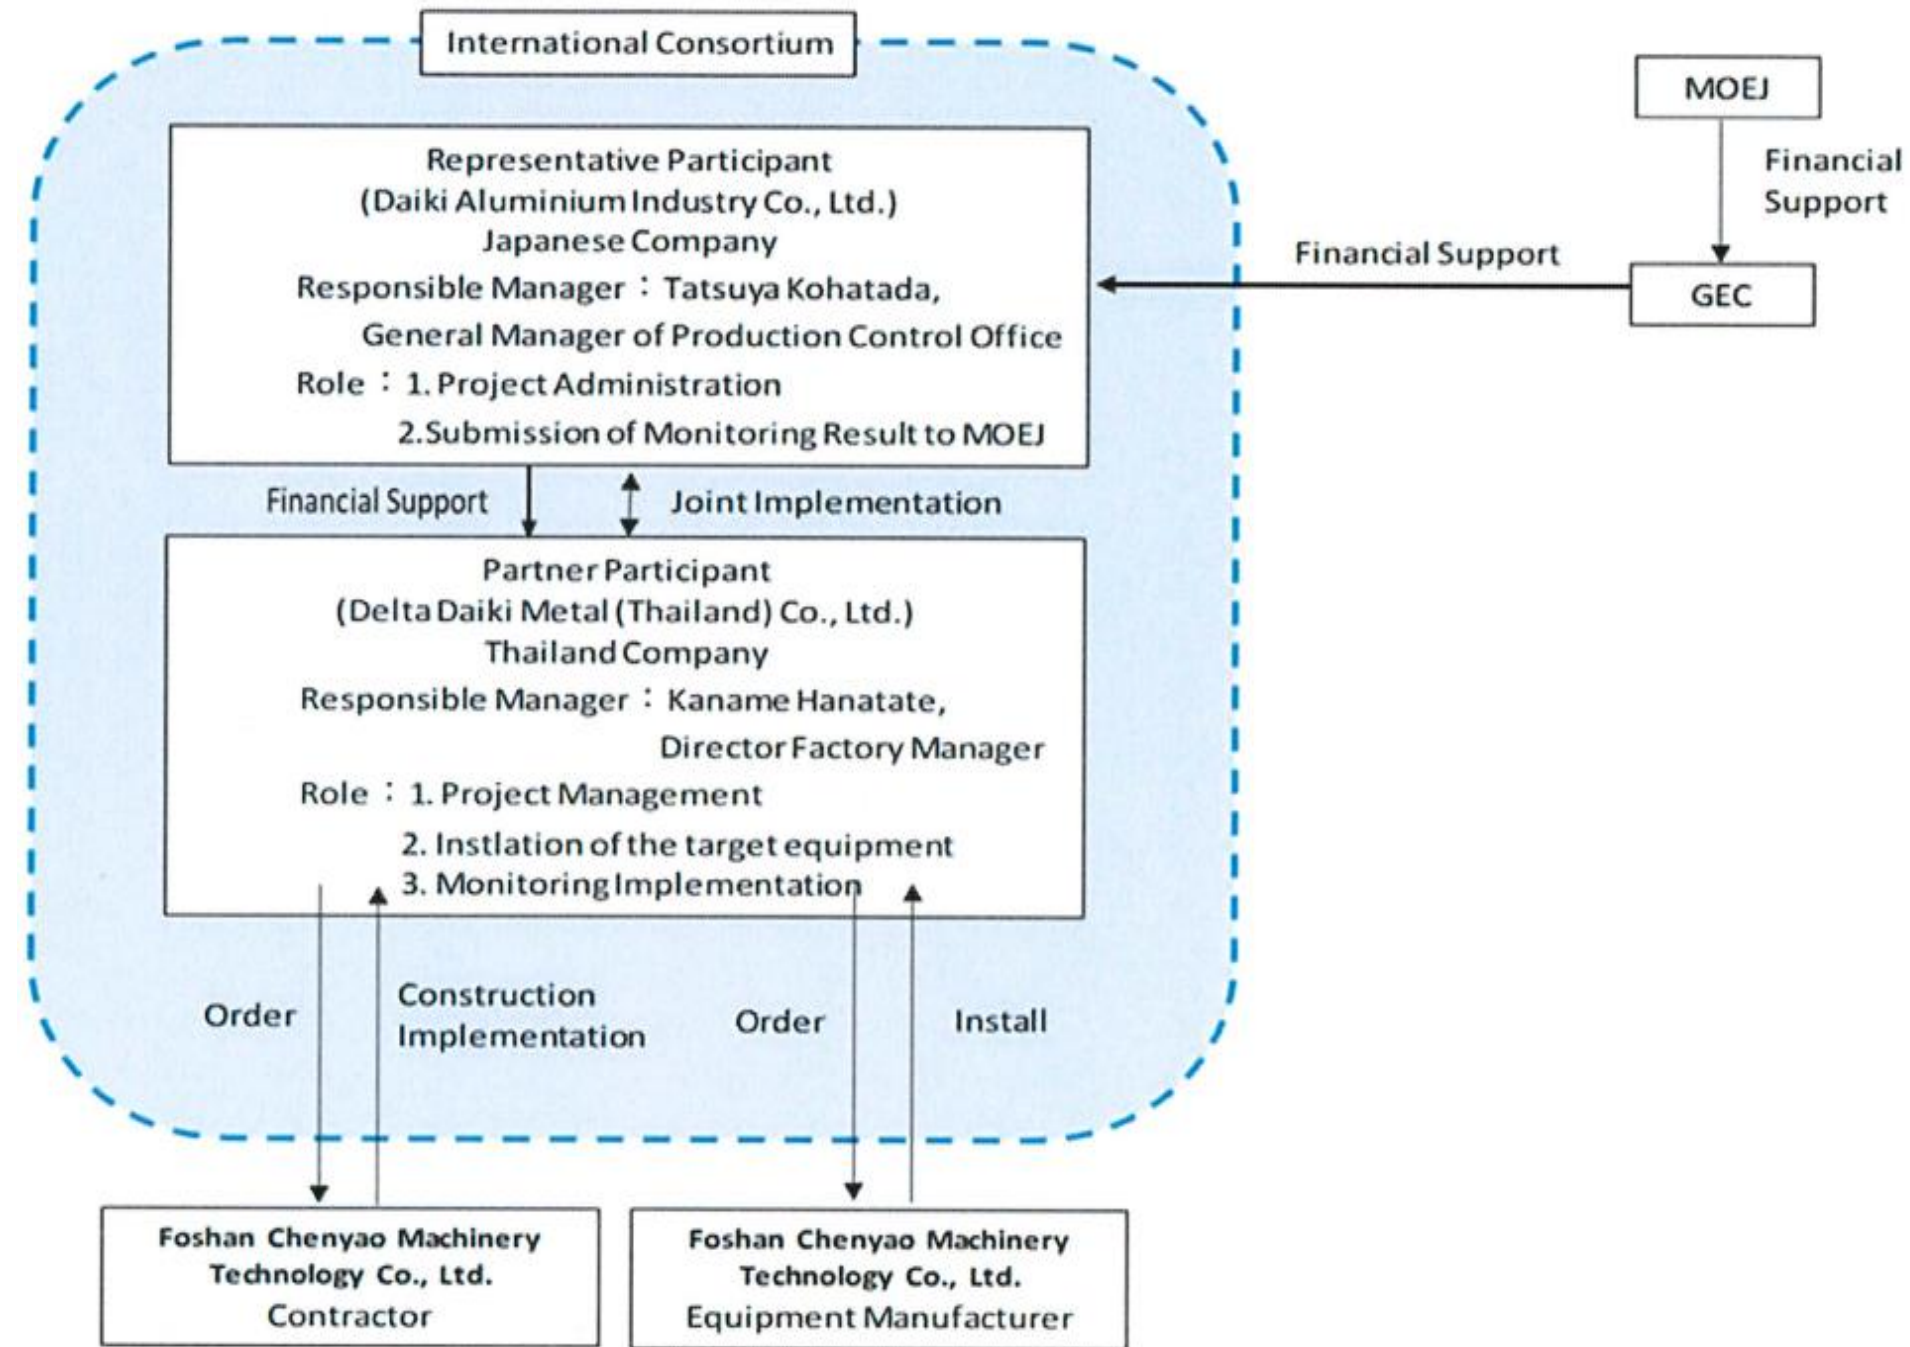 International Consortium
MOEJ
Financial
Support
GEC
Financial Support
Representative Participant
(Daiki Aluminium Industry Co., Ltd.)
Japanese Company
Responsible Manager：Tatsuya Kohatada,
General Manager of Production Control Office
Role：1. Project Administration
2.Submission of Monitoring Result to MOEJ
Financial Support
Joint Implementation
Partner Participant
(Delta Daiki Metal (Thailand) Co., Ltd.)
Thailand Company
Responsible Manager：Kaname Hanatate,
Director Factory Manager
Role：1. Project Management
2. Instlation of the target equipment
3. Monitoring Implementation
Order
Construction
Implementation
Order
Install
Foshan Chenyao Machinery
Technology Co., Ltd.
Contractor
Foshan Chenyao Machinery
Technology Co., Ltd.
Equipment Manufacturer